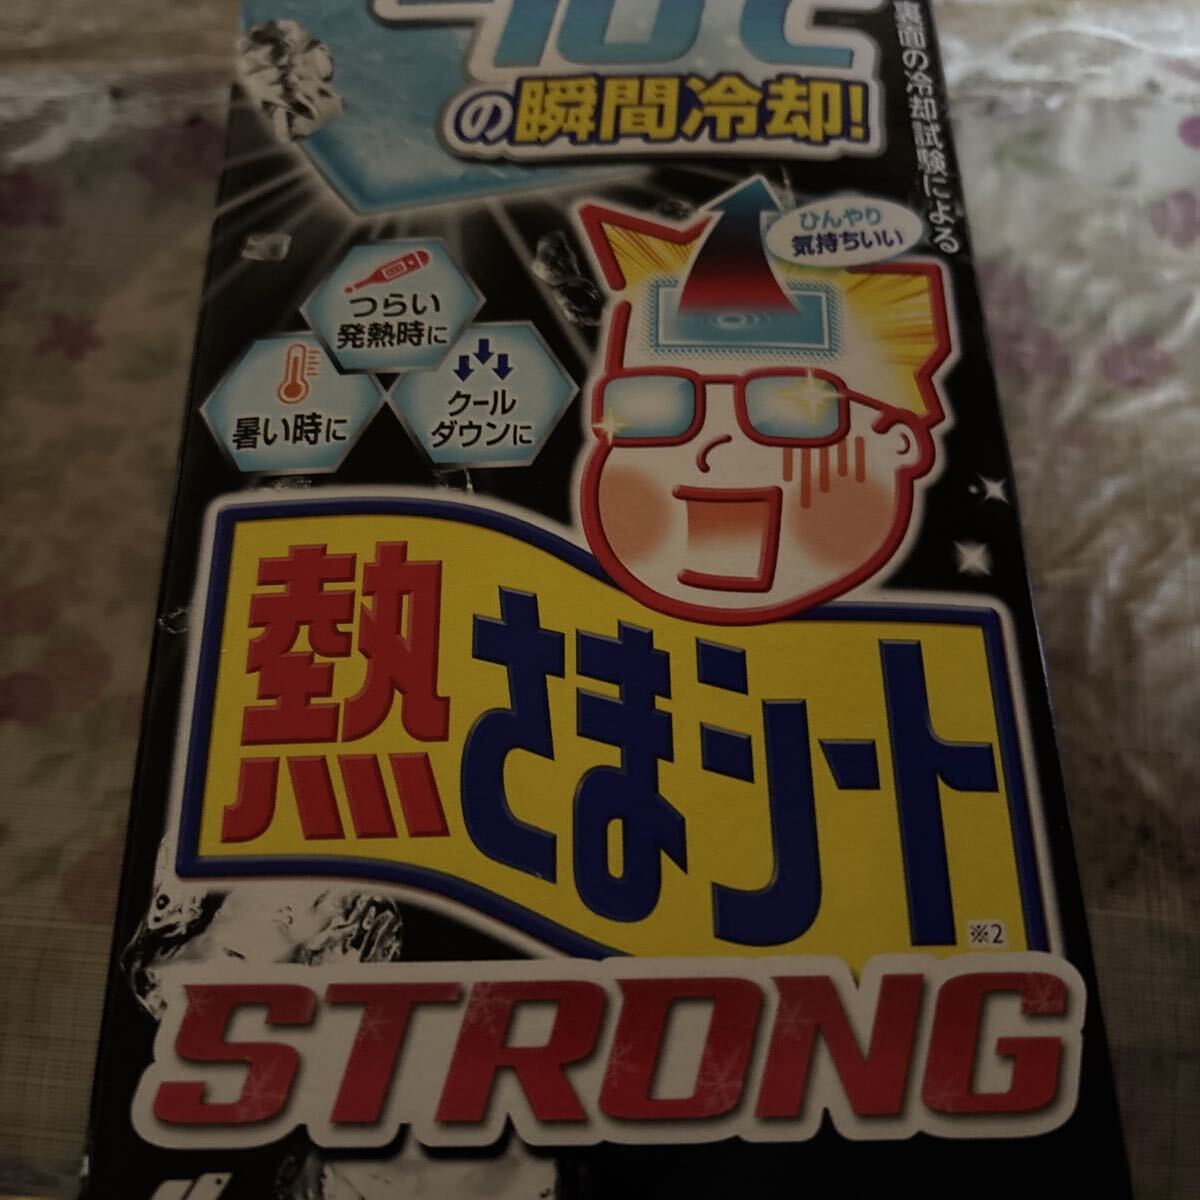 の瞬間冷却!
裏面の冷却試験による
ひんやり
気持ちいい
つらい
発熱時に
暑い時に
クール
ダウンに
熱さまシート
※2
STRONG